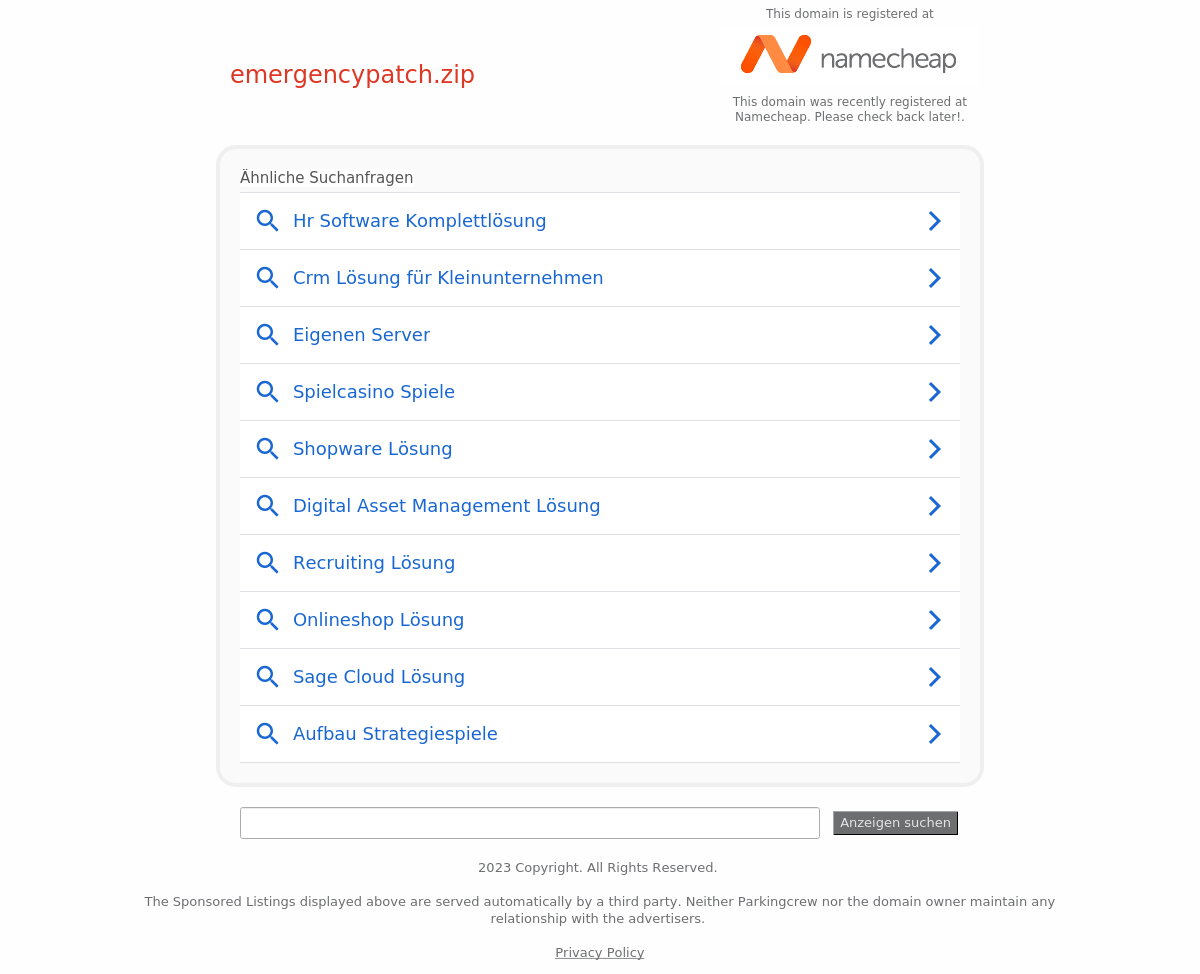 This domain is registered at
namecheap
emergencypatch.zip
This domain was recently registered at
Namecheap. Please check back later!.
Ähnliche Suchanfragen
Hr Software Komplettlösung
Crm Lösung für Kleinunternehmen
Eigenen Server
Spielcasino Spiele
Shopware Lösung
Digital Asset Management Lösung
Recruiting Lösung
Onlineshop Lösung
Sage Cloud Lösung
Aufbau Strategiespiele
Anzeigen suchen
2023 Copyright. All Rights Reserved.
The Sponsored Listings displayed above are served automatically by a third party. Neither Parkingcrew nor the domain owner maintain any
relationship with the advertisers.
Privacy Policy